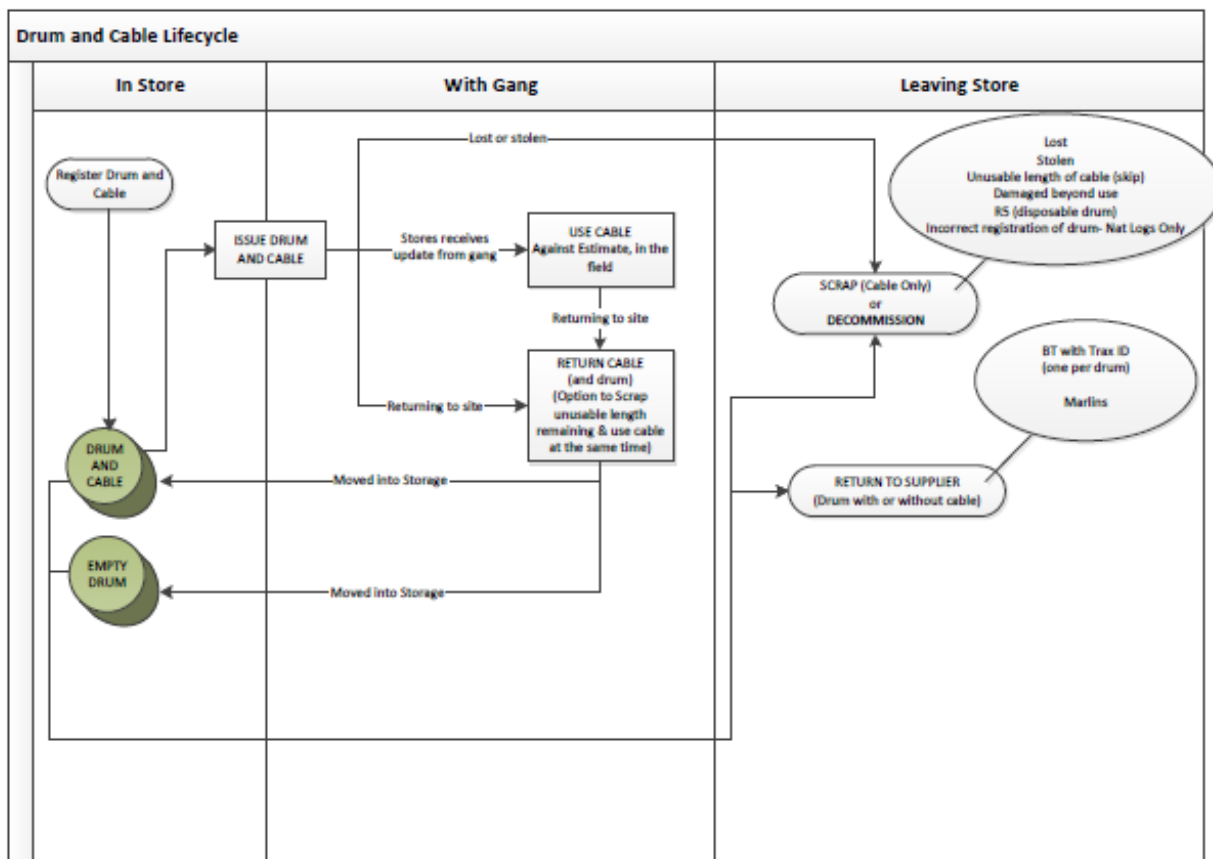 Drum and Cable Lifecycle
In Store
With Gang
Leaving Store
Register Drum and
Cable
ISSUE DRUM
AND CABLE
Lost or stolen
Stores receives
update from gang
USE CABLE
Against Estimate, in the
field
Returning to site
RETURN CABLE
(and drum)
(Option to Scrap
unusable length
remaining & use cable
at the same time)
Returning to site
DRUM
AND
CABLE
Moved into Storage
EMPTY
DRUM
Moved into Storage
Lost
Stolen
Unusable length of cable (skip)
Damaged beyond use
R5 (disposable drum)
Incorrect registration of drum- Nat Logs Only
SCRAP (Cable Only)
or
DECOMMISSION
BT with Trax ID
(one per drum)
Marlins
RETURN TO SUPPLIER
(Drum with or without cable)